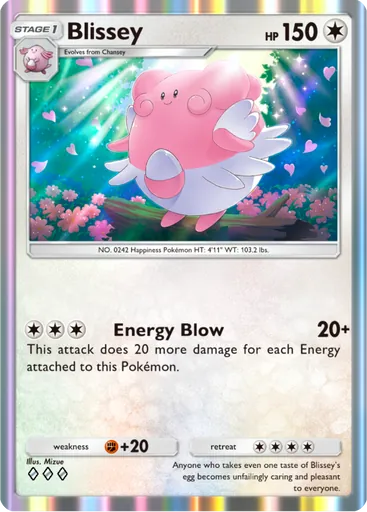 STAGE 1 Blissey HP 150
Evolves from Chansey
NO. 0242 Happiness Pokémon HT: 4'11" WT: 103.2 lbs.
Energy Blow 20+
This attack does 20 more damage for each Energy
attached to this Pokémon.
weakness +20 retreat
Illus. Mizue
Anyone who takes even one taste of Blissey's
egg becomes unfailingly caring and pleasant
to everyone.